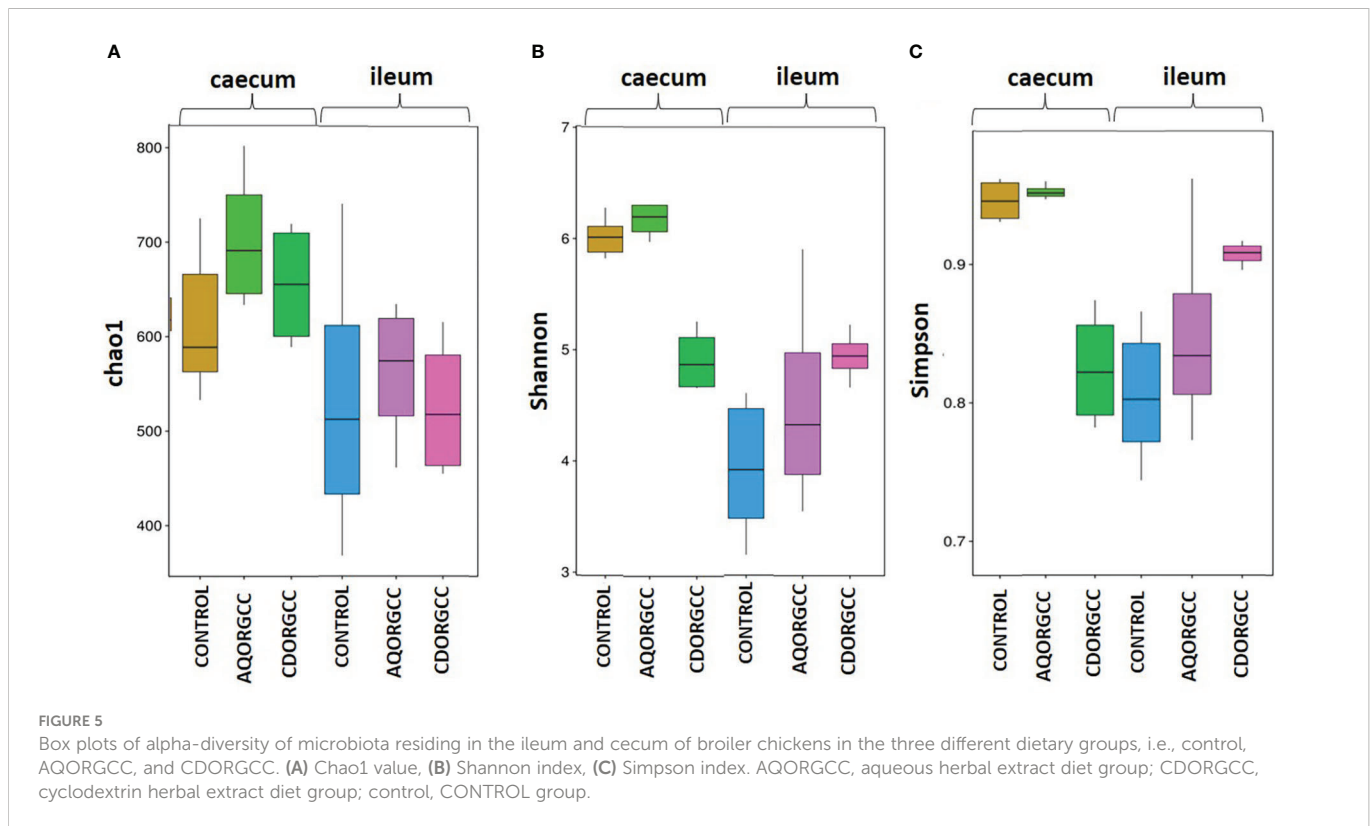 A
caecum
ileum
chao1
800
700
600
500
400
CONTROL
AQORGCC
CDORGCC
CONTROL
AQORGCC
CDORGCC
B
caecum
ileum
Shannon
7
6
5
4
3
CONTROL
AQORGCC
CDORGCC
CONTROL
AQORGCC
CDORGCC
C
caecum
ileum
Simpson
0.9
0.8
0.7
CONTROL
AQORGCC
CDORGCC
CONTROL
AQORGCC
CDORGCC
FIGURE 5
Box plots of alpha-diversity of microbiota residing in the ileum and cecum of broiler chickens in the three different dietary groups, i.e., control,
AQORGCC, and CDORGCC. (A) Chao1 value, (B) Shannon index, (C) Simpson index. AQORGCC, aqueous herbal extract diet group; CDORGCC,
cyclodextrin herbal extract diet group; control, CONTROL group.